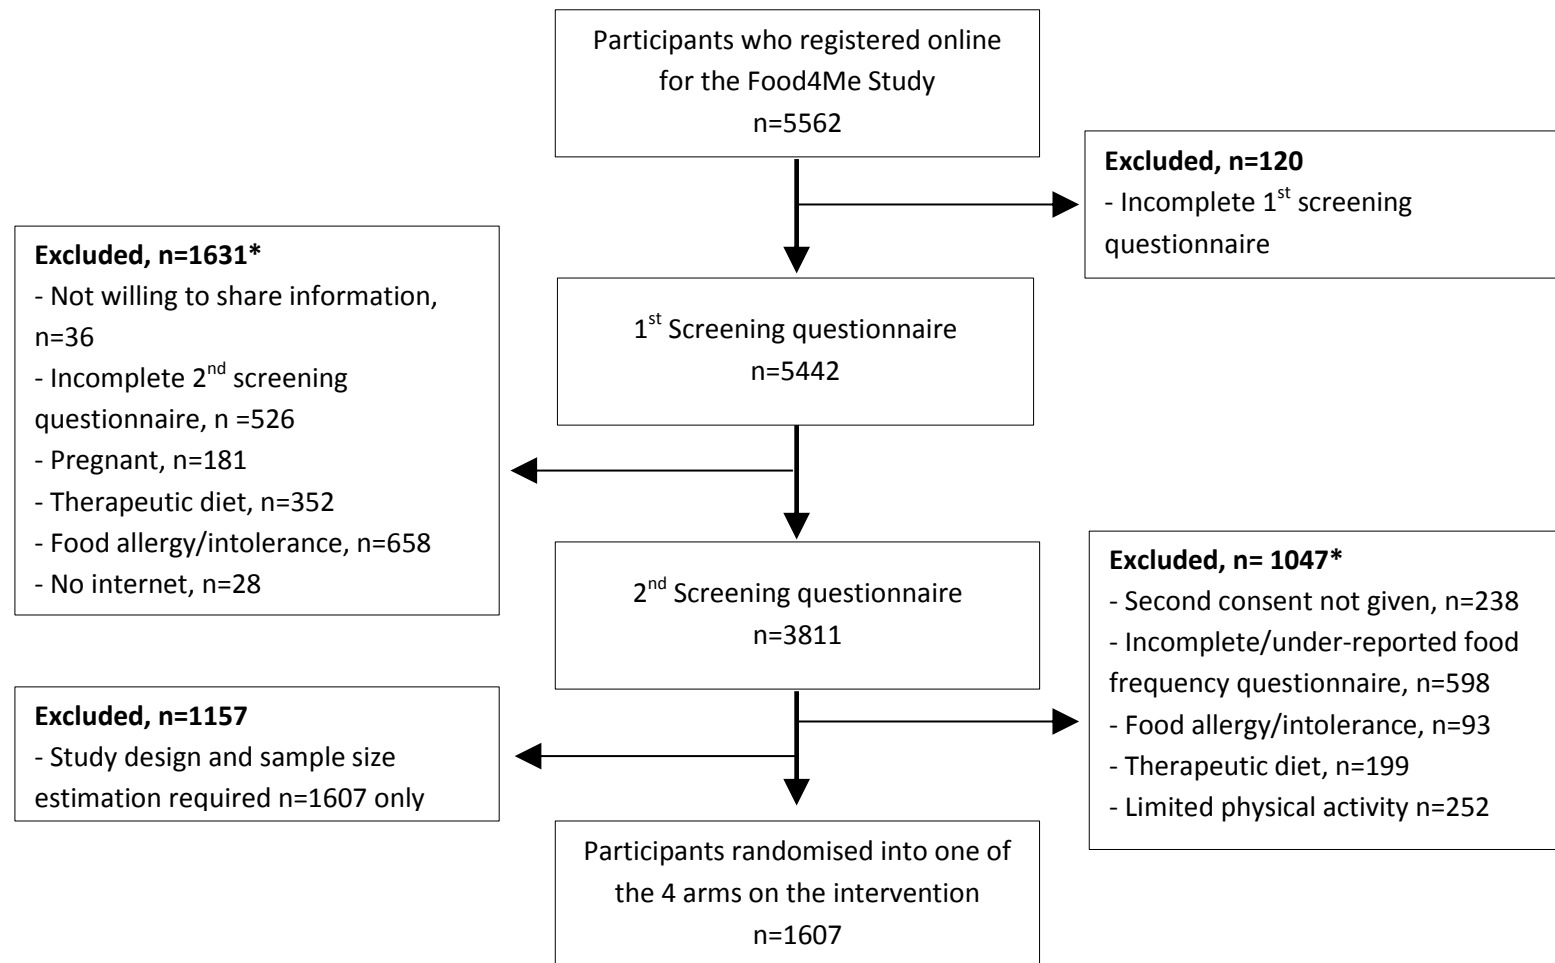 Participants who registered online
for the Food4Me Study
n=5562
Excluded, n=120
- Incomplete 1st screening
questionnaire
Excluded, n=1631*
- Not willing to share information,
n=36
- Incomplete 2nd screening
questionnaire, n =526
- Pregnant, n=181
- Therapeutic diet, n=352
- Food allergy/intolerance, n=658
- No internet, n=28
1st Screening questionnaire
n=5442
2nd Screening questionnaire
n=3811
Excluded, n= 1047*
- Second consent not given, n=238
- Incomplete/under-reported food
frequency questionnaire, n=598
- Food allergy/intolerance, n=93
- Therapeutic diet, n=199
- Limited physical activity n=252
Excluded, n=1157
- Study design and sample size
estimation required n=1607 only
Participants randomised into one of
the 4 arms on the intervention
n=1607